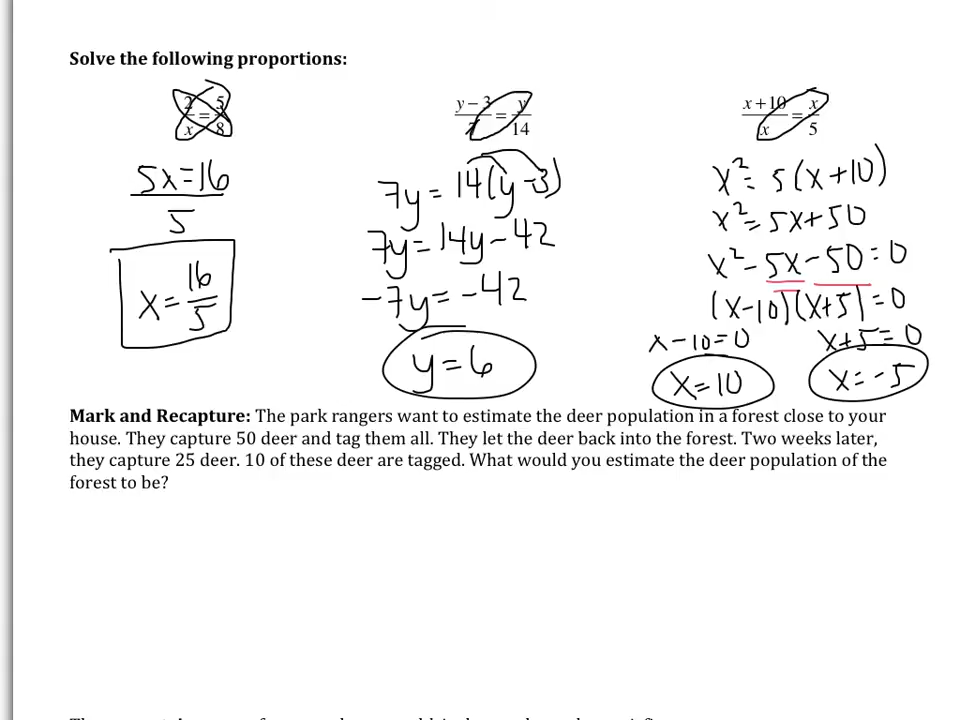 Solve the following proportions:
2/x = 5/8
5x=16
5
x = 16/5
y − 3/7 = y/14
7y = 14(y-3)
7y = 14y - 42
-7y = -42
y = 6
x + 10/x = x/5
x² = 5(x+10)
x² = 5x+50
x² - 5x - 50 = 0
(x-10)(x+5) = 0
x-10=0 x+5=0
x=10 x=-5
Mark and Recapture: The park rangers want to estimate the deer population in a forest close to your
house. They capture 50 deer and tag them all. They let the deer back into the forest. Two weeks later,
they capture 25 deer. 10 of these deer are tagged. What would you estimate the deer population of the
forest to be?